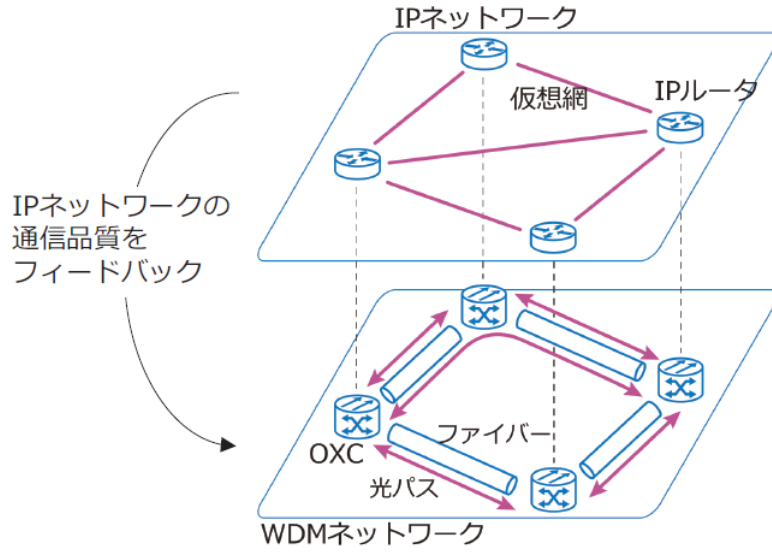 IPネットワーク
仮想網
IPルータ
IPネットワークの
通信品質を
フィードバック
ファイバー
OXC
光パス
WDMネットワーク